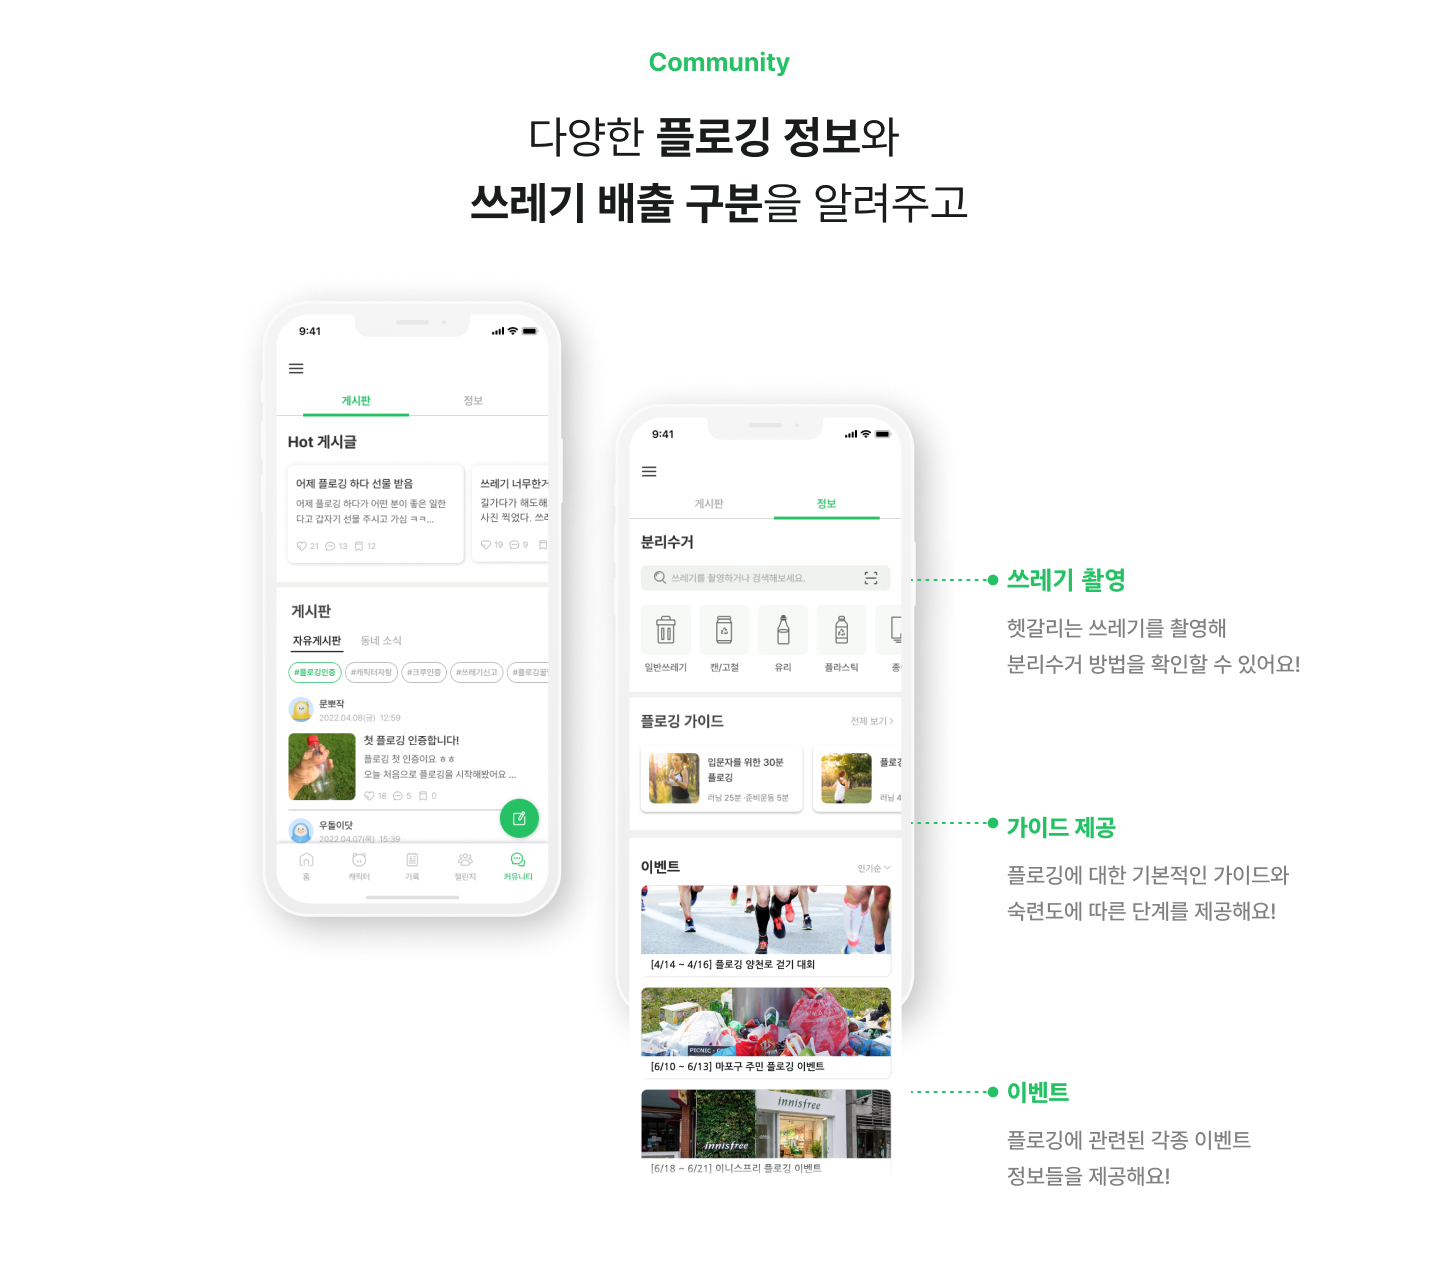 Community
다양한 플로깅 정보와
쓰레기 배출 구분을 알려주고
9:41
게시판 정보
Hot 게시글
어제 플로깅 하다 선물 받음
어제 플로깅 하다가 어떤 분이 좋은 일한
다고 갑자기 선물 주시고 가심 ㅋㅋ...
21 13 12
쓰레기 너무한거
길가다가 해도해
사진 찍었다. 쓰레
19 9
게시판
자유게시판 동네 소식
#플로깅인증 #캐릭터자랑 #크루인증 #쓰레기신고 #플로깅꿀
문뽀작
2022.04.08(금) 12:59
첫 플로깅 인증합니다!
플로깅 첫 인증이요 ㅎㅎ
오늘 처음으로 플로깅을 시작해봤어요 ...
18 5 0
우돌이닷
2022.04.07(목) 15:39
홈 캐릭터 기록 챌린지 커뮤니티
9:41
게시판 정보
분리수거
쓰레기를 촬영하거나 검색해보세요.
일반쓰레기 캔/고철 유리 플라스틱 종
플로깅 가이드 전체 보기
입문자를 위한 30분
플로깅
러닝 25분 ·준비운동 5분
플로깅
러닝 4
이벤트 인기순
[4/14 ~ 4/16] 플로깅 양천로 걷기 대회
PICNIC
[6/10 ~ 6/13] 마포구 주민 플로깅 이벤트
innisfree
innisfree
[6/18 ~ 6/21] 이니스프리 플로깅 이벤트
쓰레기 촬영
헷갈리는 쓰레기를 촬영해
분리수거 방법을 확인할 수 있어요!
가이드 제공
플로깅에 대한 기본적인 가이드와
숙련도에 따른 단계를 제공해요!
이벤트
플로깅에 관련된 각종 이벤트
정보들을 제공해요!